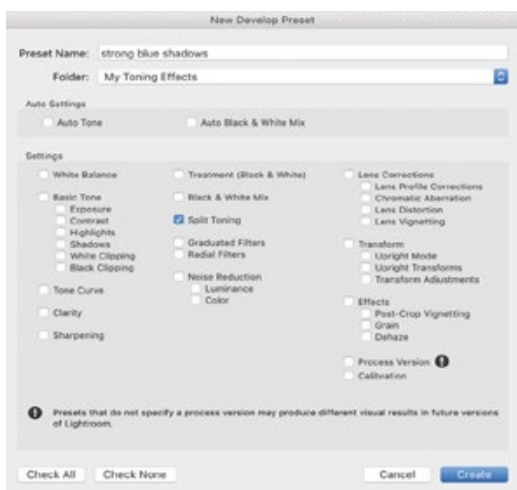 New Develop Preset
Preset Name: strong blue shadows
Folder: My Toning Effects
Auto Settings
Auto Tone
Auto Black & White Mix
Settings
White Balance
Basic Tone
Exposure
Contrast
Highlights
Shadows
White Clipping
Black Clipping
Tone Curve
Clarity
Sharpening
Treatment (Black & White)
Black & White Mix
Split Toning
Graduated Filters
Radial Filters
Noise Reduction
Luminance
Color
Lens Corrections
Lens Profile Corrections
Chromatic Aberration
Lens Distortion
Lens Vignetting
Transform
Upright Mode
Upright Transforms
Transform Adjustments
Effects
Post-Crop Vignetting
Grain
Dehaze
Process Version
Calibration
Presets that do not specify a process version may produce different visual results in future versions
of Lightroom.
Check All
Check None
Cancel
Create